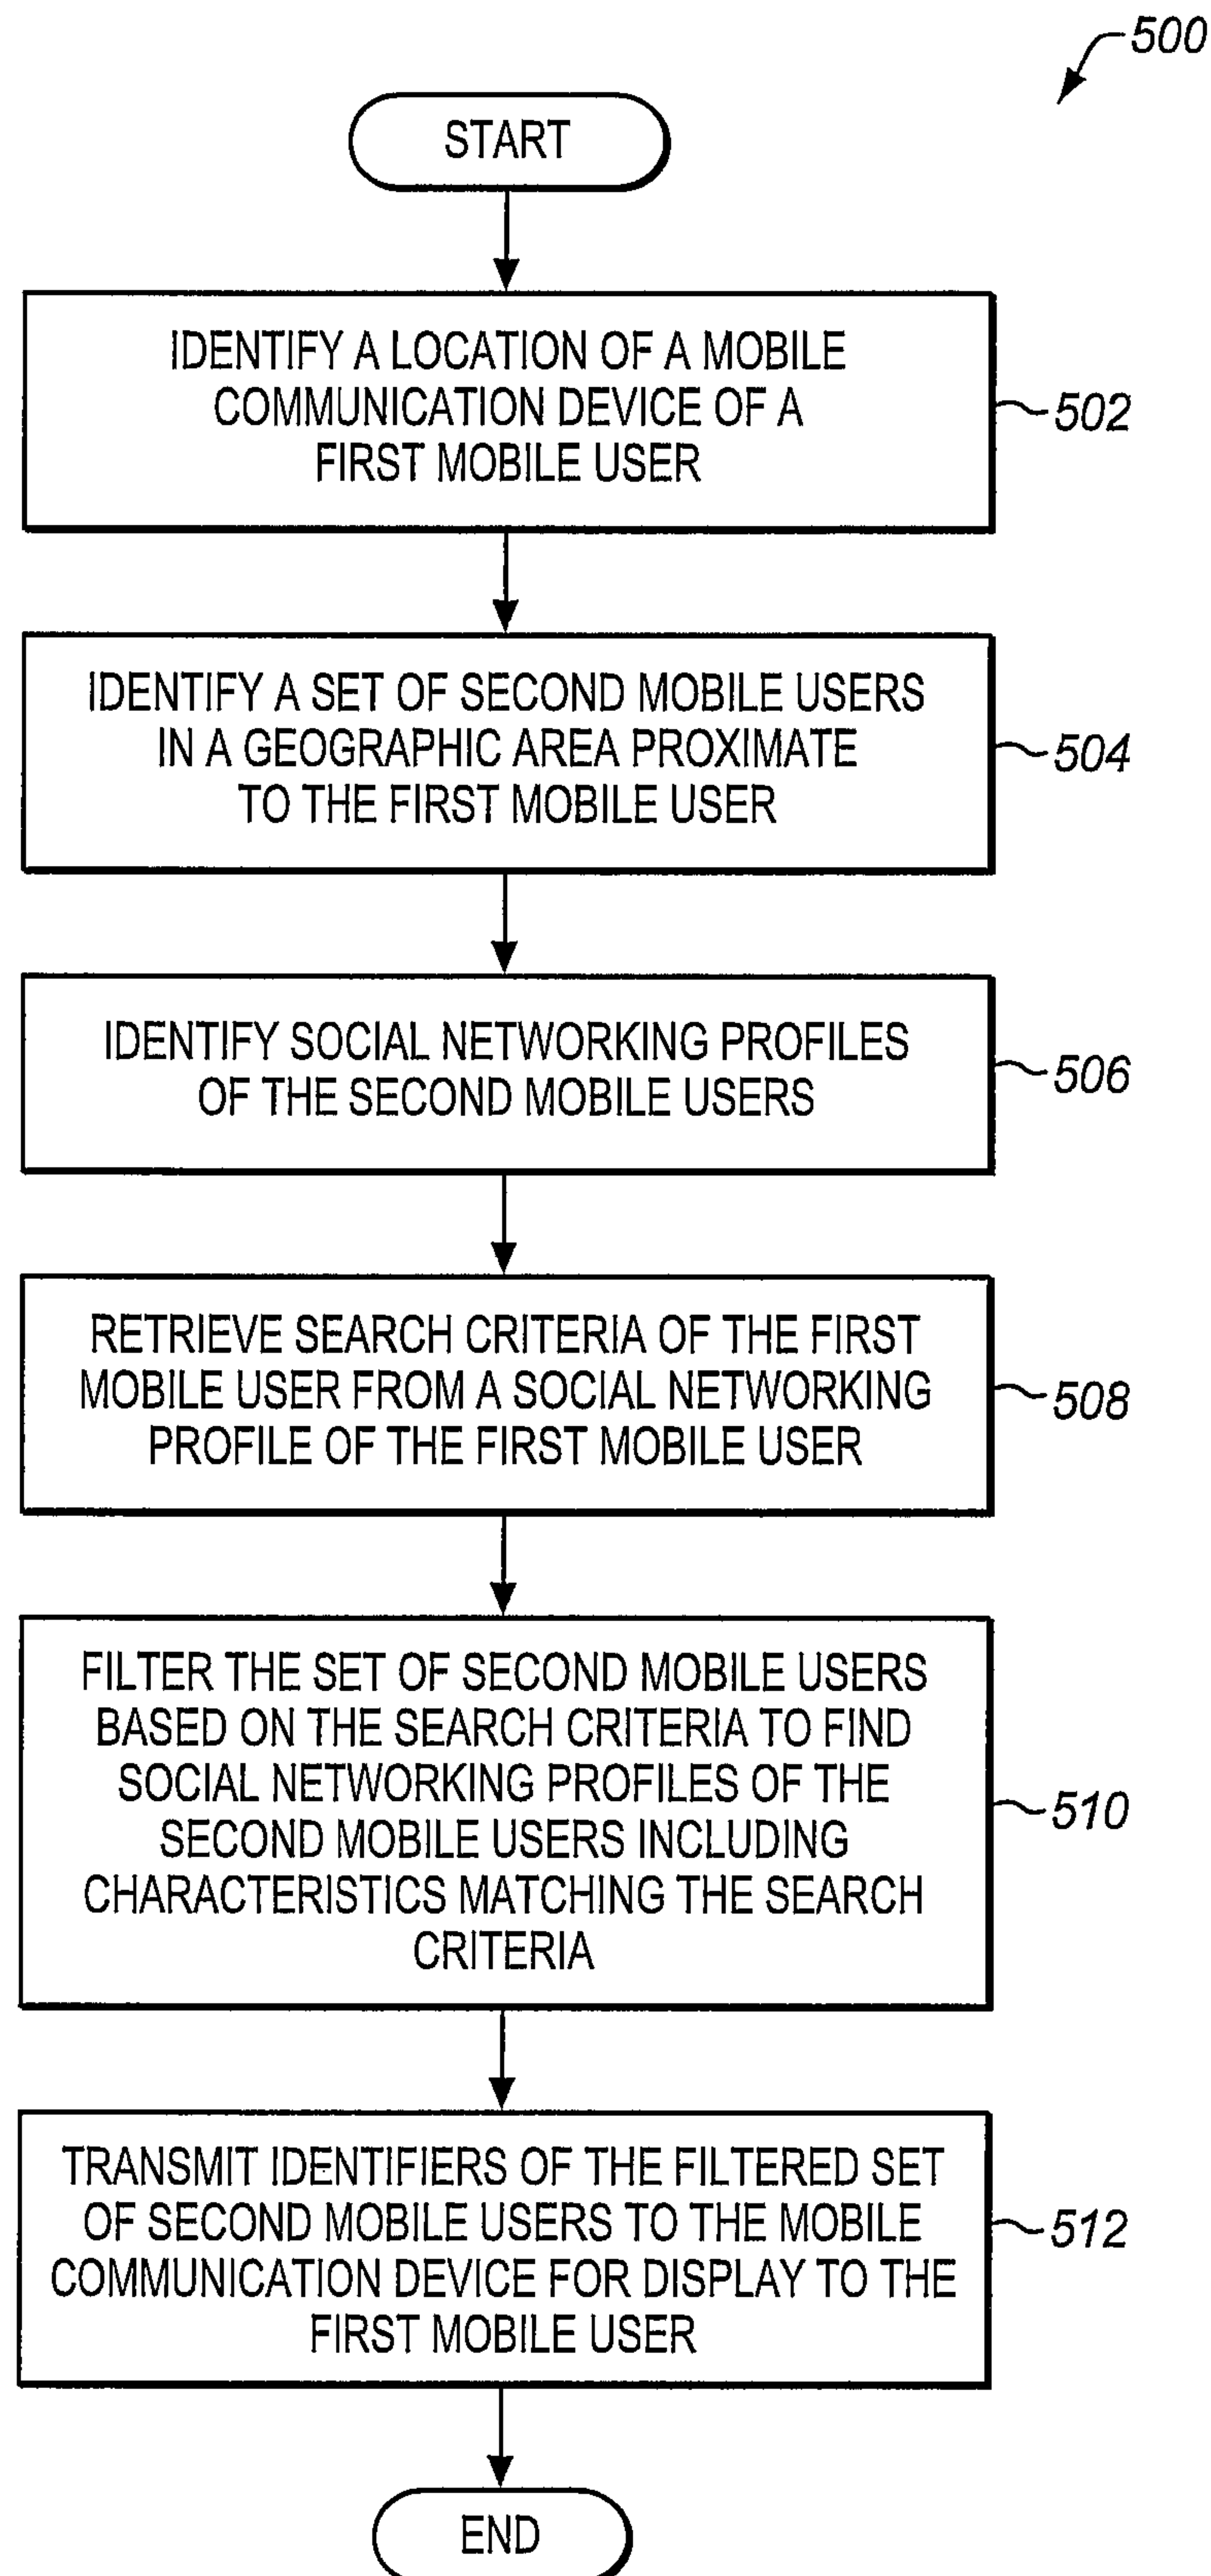 500
START
IDENTIFY A LOCATION OF A MOBILE
COMMUNICATION DEVICE OF A
FIRST MOBILE USER
502
IDENTIFY A SET OF SECOND MOBILE USERS
IN A GEOGRAPHIC AREA PROXIMATE
TO THE FIRST MOBILE USER
504
IDENTIFY SOCIAL NETWORKING PROFILES
OF THE SECOND MOBILE USERS
506
RETRIEVE SEARCH CRITERIA OF THE FIRST
MOBILE USER FROM A SOCIAL NETWORKING
PROFILE OF THE FIRST MOBILE USER
508
FILTER THE SET OF SECOND MOBILE USERS
BASED ON THE SEARCH CRITERIA TO FIND
SOCIAL NETWORKING PROFILES OF THE
SECOND MOBILE USERS INCLUDING
CHARACTERISTICS MATCHING THE SEARCH
CRITERIA
510
TRANSMIT IDENTIFIERS OF THE FILTERED SET
OF SECOND MOBILE USERS TO THE MOBILE
COMMUNICATION DEVICE FOR DISPLAY TO THE
FIRST MOBILE USER
512
END